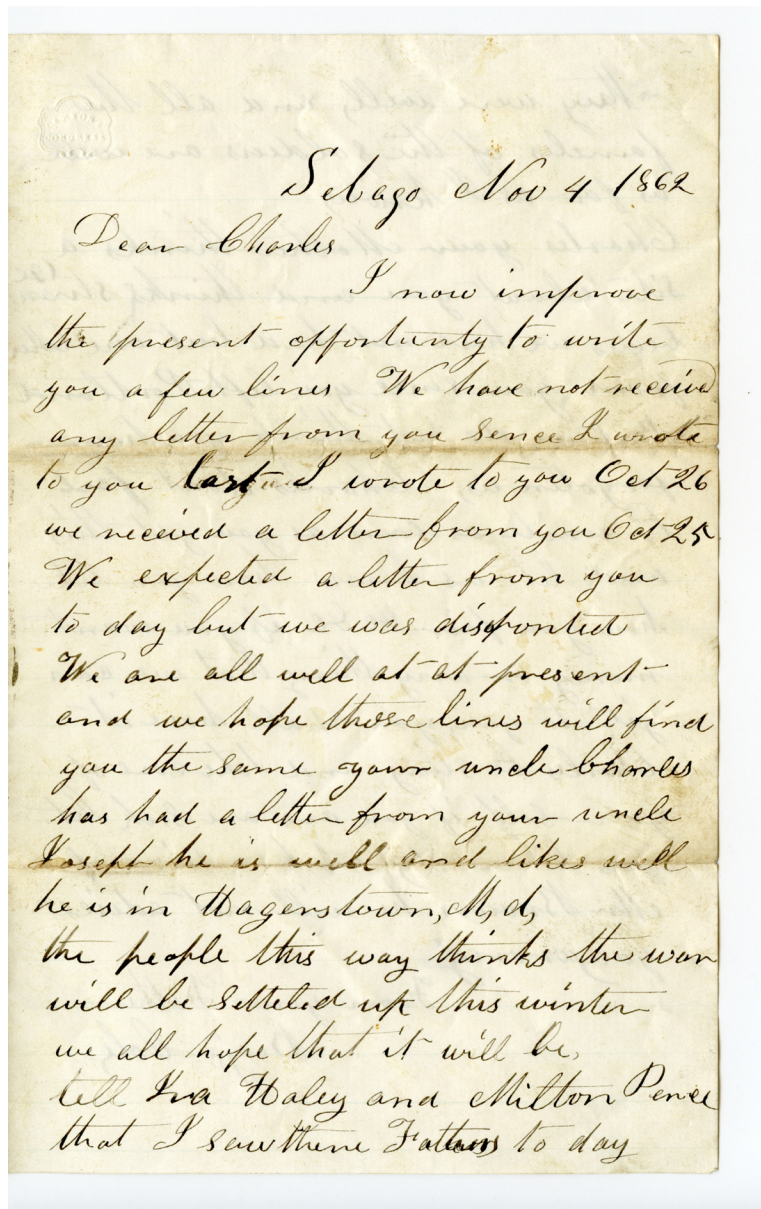 Sebago Nov 4 1862
Dear Charles
I now improve
the present opportunity to write
you a few lines We have not received
any letter from you sence I wrote
to you last I wrote to you Oct 26
we received a letter from you Oct 25
We expected a letter from you
to day but we was disponted
We are all well at at present
and we hope those lines will find
you the same your uncle Charles
has had a letter from your uncle
Joseph he is well and likes well
he is in Hagerstown, M, d,
the people this way thinks the war
will be setteled up this winter
we all hope that it will be,
tell Ira Haley and Milton
that I saw there Fathers to day